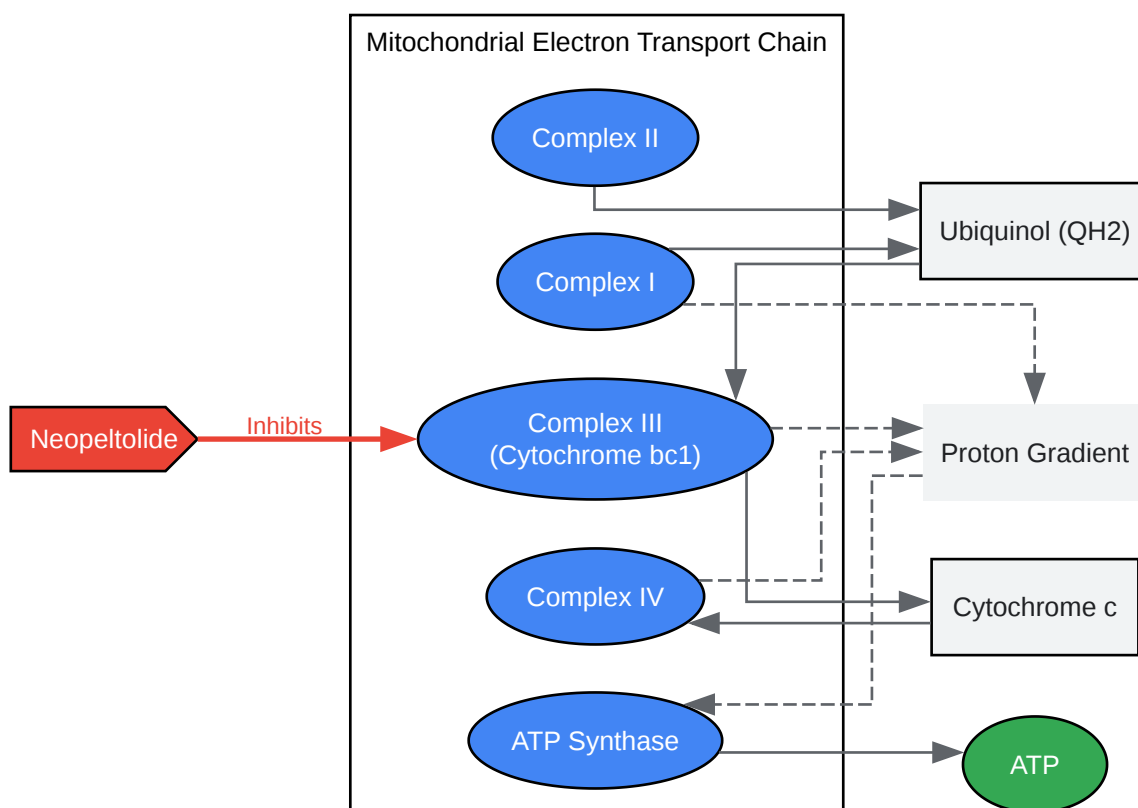 Mitochondrial Electron Transport Chain
Complex II
Ubiquinol (QH2)
Complex I
Neopeltolide
Inhibits
Complex III
(Cytochrome bc1)
Proton Gradient
Complex IV
Cytochrome c
ATP Synthase
ATP